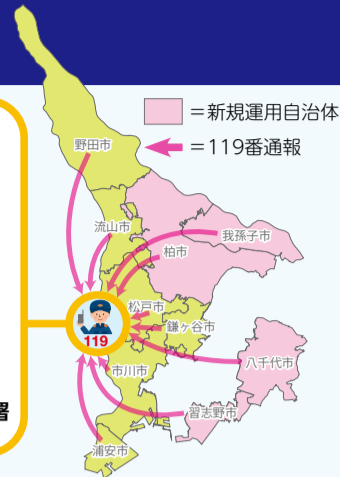 =新規運用自治体
=119番通報
野田市
流山市
我孫子市
柏市
松戸市
鎌ヶ谷市
119
市川市
八千代市
習志野市
浦安市
署